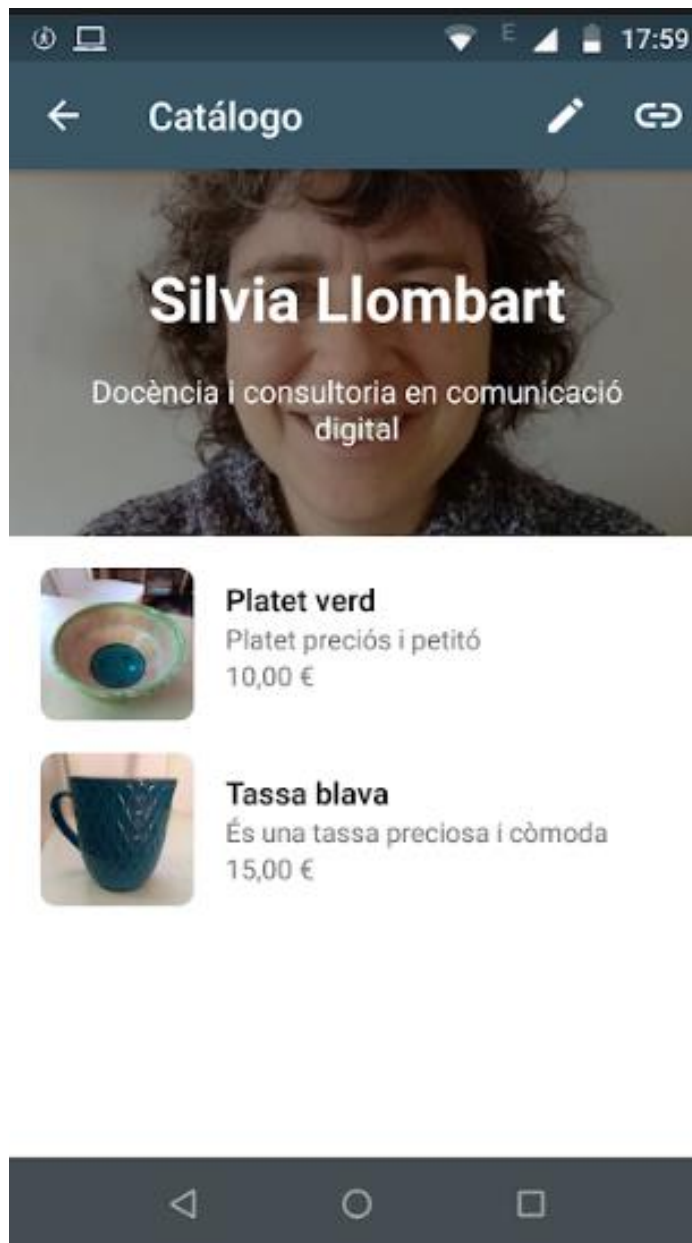 E 17:59
Catálogo
Silvia Llombart
Docència i consultoria en comunicació
digital
Platet verd
Platet preciós i petitó
10,00 €
Tassa blava
És una tassa preciosa i còmoda
15,00 €